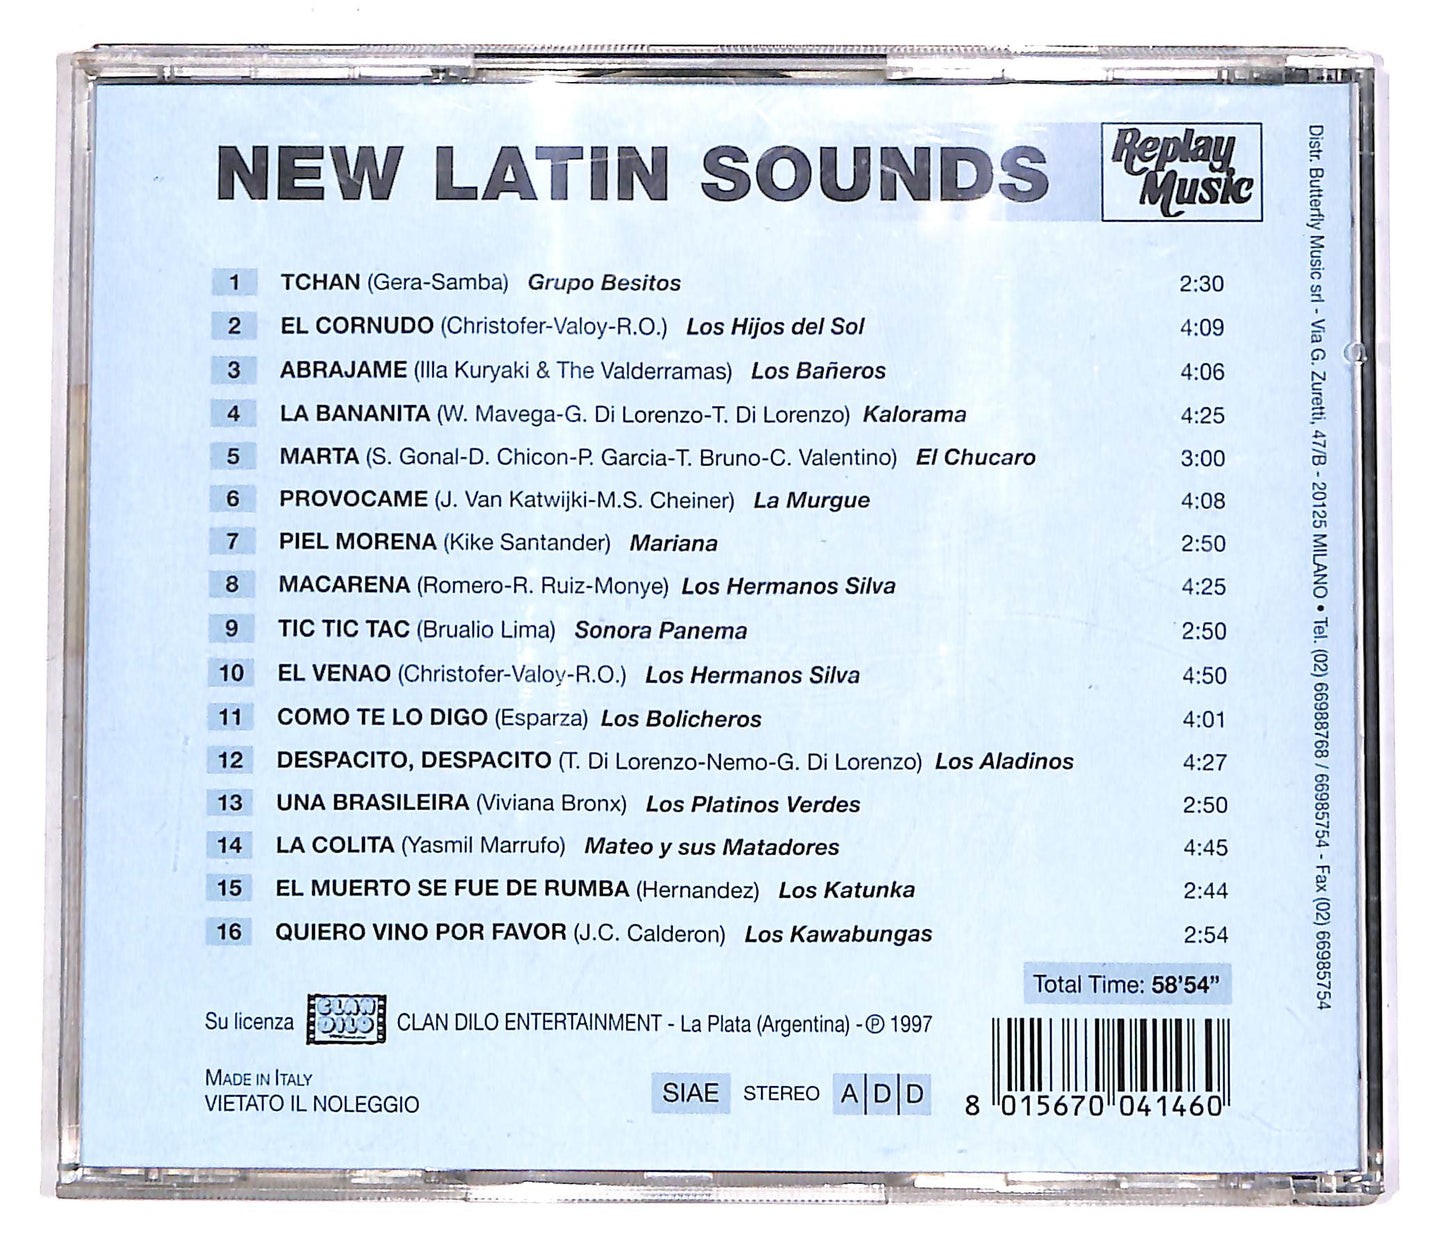 NEW LATIN SOUNDS
Replay
Music
1 TCHAN (Gera-Samba) Grupo Besitos 2:30
2 EL CORNUDO (Christofer-Valoy-R.O.) Los Hijos del Sol 4:09
3 ABRAJAME (Illa Kuryaki & The Valderramas) Los Bañeros 4:06
4 LA BANANITA (W. Mavega-G. Di Lorenzo-T. Di Lorenzo) Kalorama 4:25
5 MARTA (S. Gonal-D. Chicon-P. Garcia-T. Bruno-C. Valentino) El Chucaro 3:00
6 PROVOCAME (J. Van Katwijki-M.S. Cheiner) La Murgue 4:08
7 PIEL MORENA (Kike Santander) Mariana 2:50
8 MACARENA (Romero-R. Ruiz-Monye) Los Hermanos Silva 4:25
9 TIC TIC TAC (Brualio Lima) Sonora Panema 2:50
10 EL VENAO (Christofer-Valoy-R.O.) Los Hermanos Silva 4:50
11 COMO TE LO DIGO (Esparza) Los Bolicheros 4:01
12 DESPACITO, DESPACITO (T. Di Lorenzo-Nemo-G. Di Lorenzo) Los Aladinos 4:27
13 UNA BRASILEIRA (Viviana Bronx) Los Platinos Verdes 2:50
14 LA COLITA (Yasmil Marrufo) Mateo y sus Matadores 4:45
15 EL MUERTO SE FUE DE RUMBA (Hernandez) Los Katunka 2:44
16 QUIERO VINO POR FAVOR (J.C. Calderon) Los Kawabungas 2:54
Total Time: 58'54"
Su licenza CLAN DILO CLAN DILO ENTERTAINMENT - La Plata (Argentina) - ℗ 1997
MADE IN ITALY
VIETATO IL NOLEGGIO
SIAE STEREO A|D|D
8 015670 041460
Distr. Butterfly Music srl - Via G. Zuretti, 47/B - 20125 MILANO • Tel. (02) 66988768 / 66985754 - Fax (02) 66985754